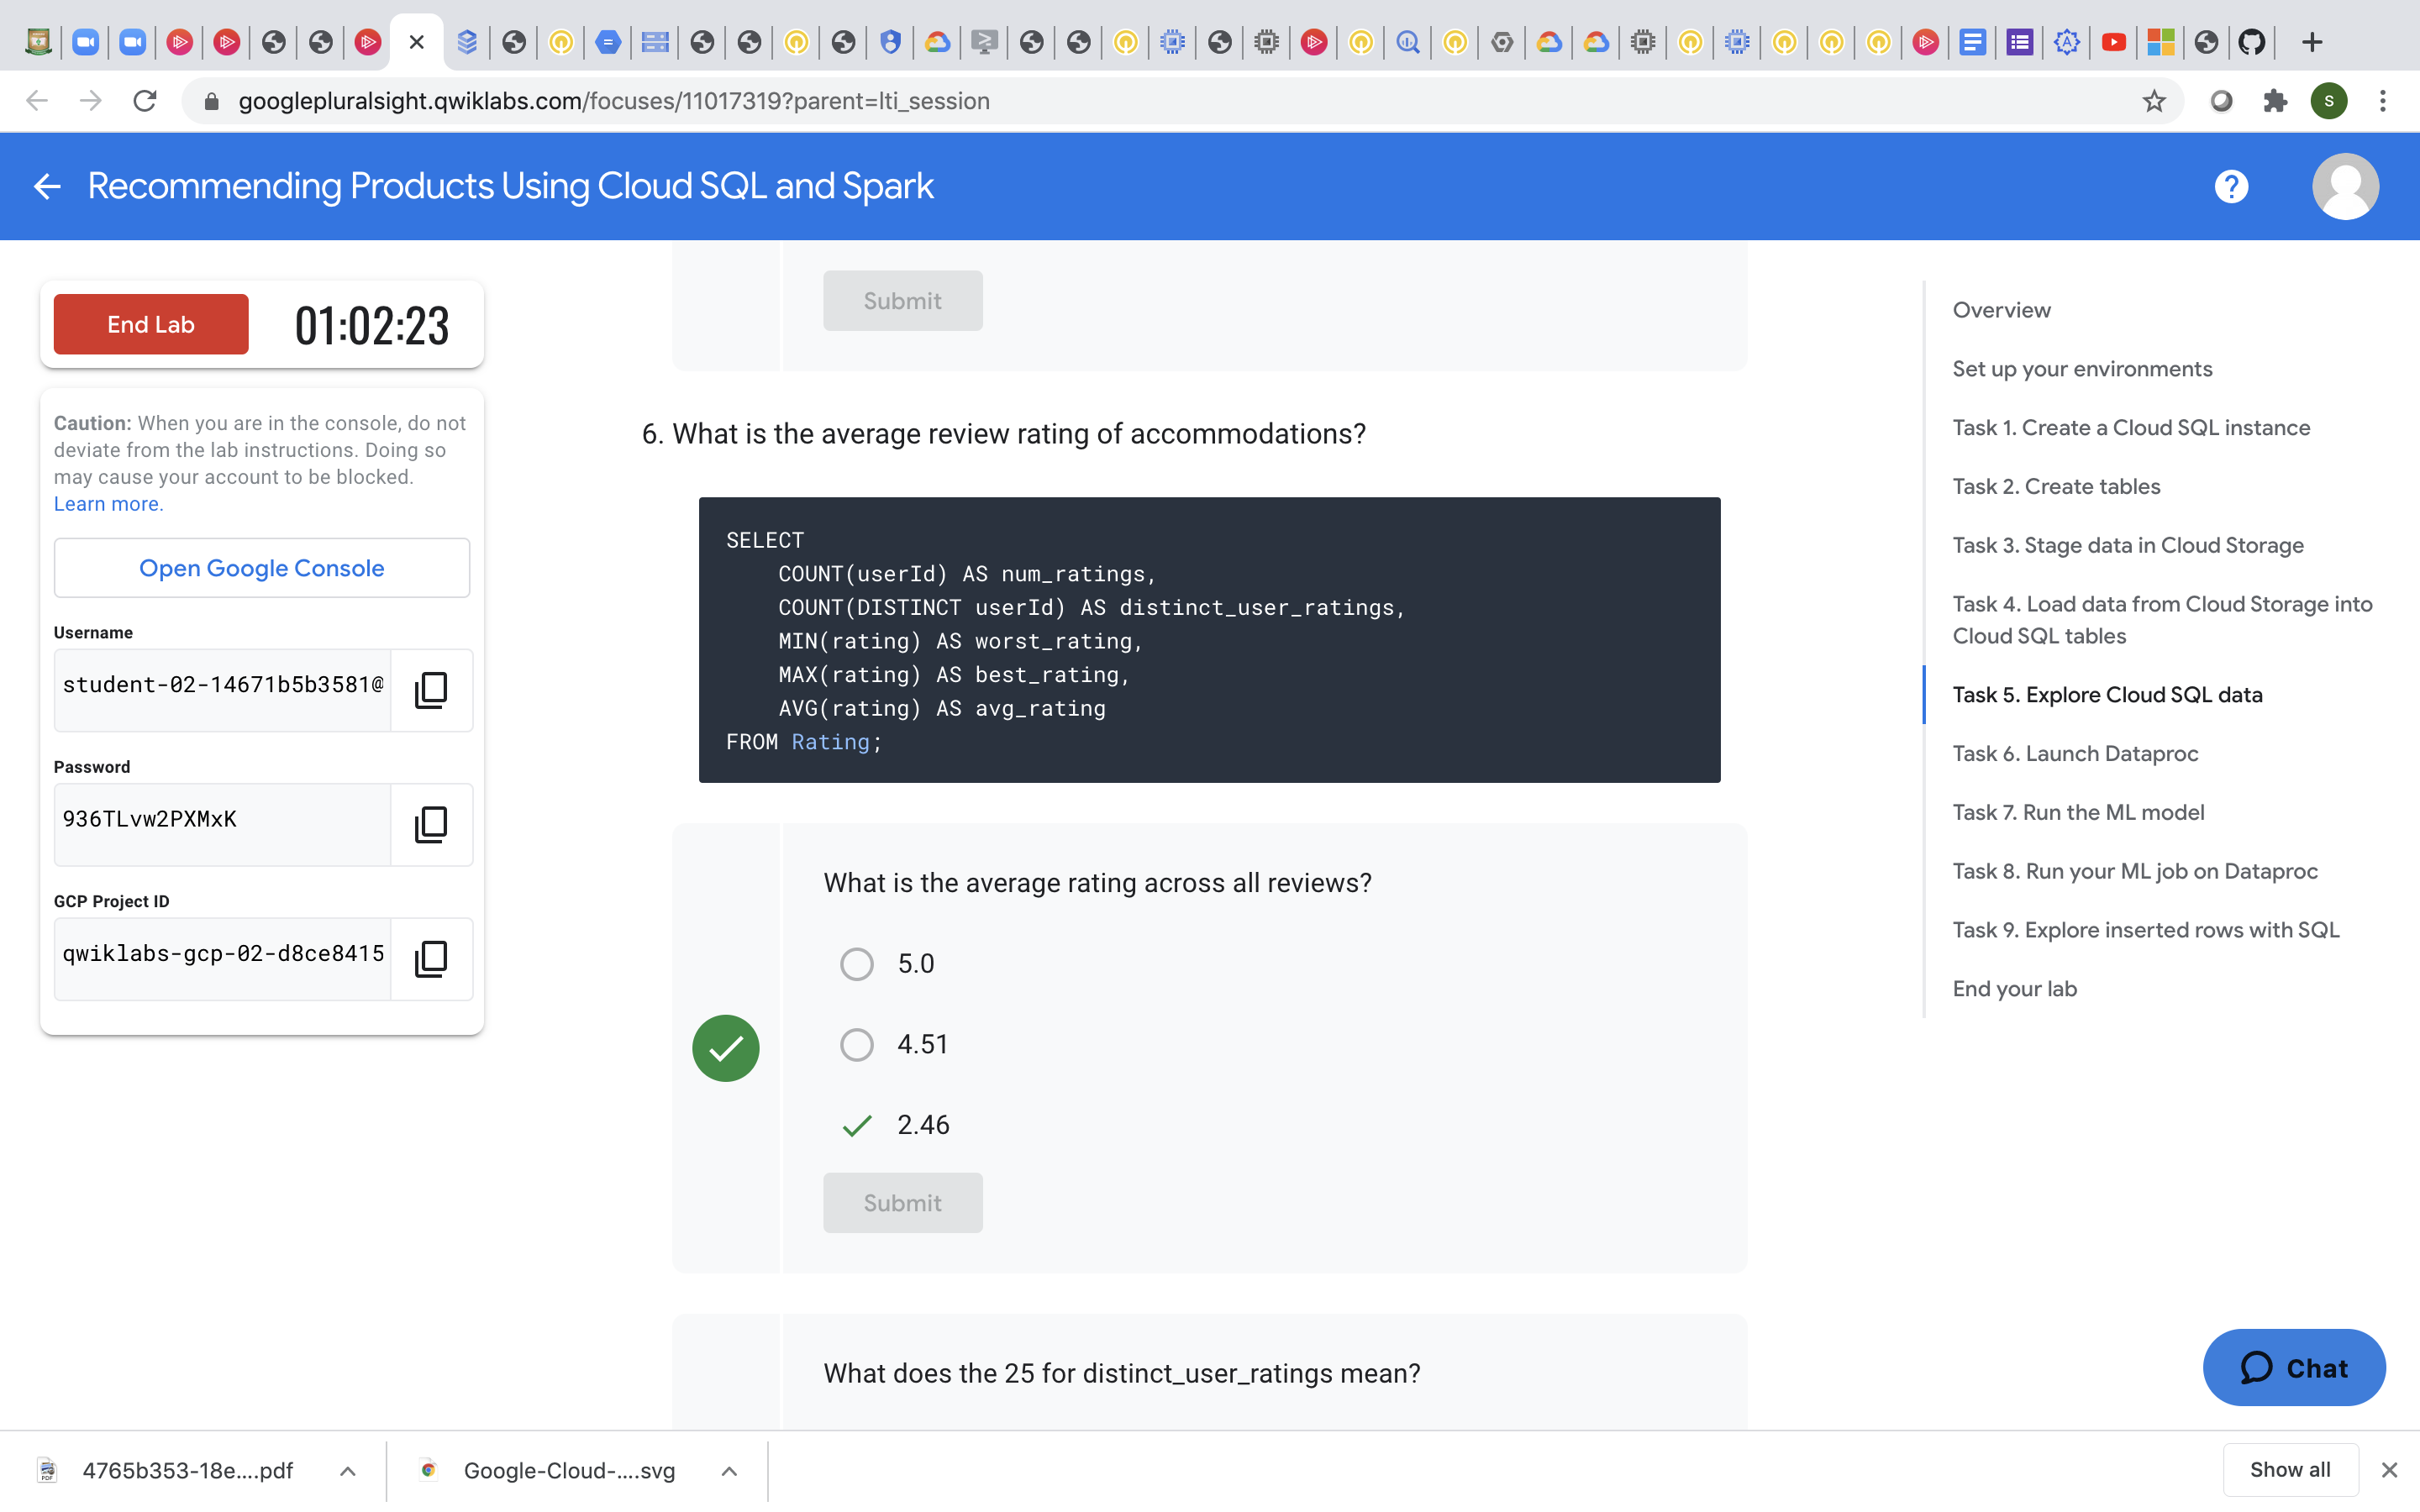 googlepluralsight.qwiklabs.com/focuses/11017319?parent=lti_session
S
Recommending Products Using Cloud SQL and Spark
?
End Lab
01:02:23
Caution: When you are in the console, do not
deviate from the lab instructions. Doing so
may cause your account to be blocked.
Learn more.
Open Google Console
Username
student-02-14671b5b3581@
Password
936TLvw2PXMxK
GCP Project ID
qwiklabs-gcp-02-d8ce8415
Submit
6. What is the average review rating of accommodations?
SELECT
COUNT(userId) AS num_ratings,
COUNT(DISTINCT userId) AS distinct_user_ratings,
MIN(rating) AS worst_rating,
MAX(rating) AS best_rating,
AVG(rating) AS avg_rating
FROM Rating;
What is the average rating across all reviews?
5.0
4.51
2.46
Submit
What does the 25 for distinct_user_ratings mean?
Overview
Set up your environments
Task 1. Create a Cloud SQL instance
Task 2. Create tables
Task 3. Stage data in Cloud Storage
Task 4. Load data from Cloud Storage into
Cloud SQL tables
Task 5. Explore Cloud SQL data
Task 6. Launch Dataproc
Task 7. Run the ML model
Task 8. Run your ML job on Dataproc
Task 9. Explore inserted rows with SQL
End your lab
Chat
4765b353-18e....pdf
Google-Cloud-....svg
Show all